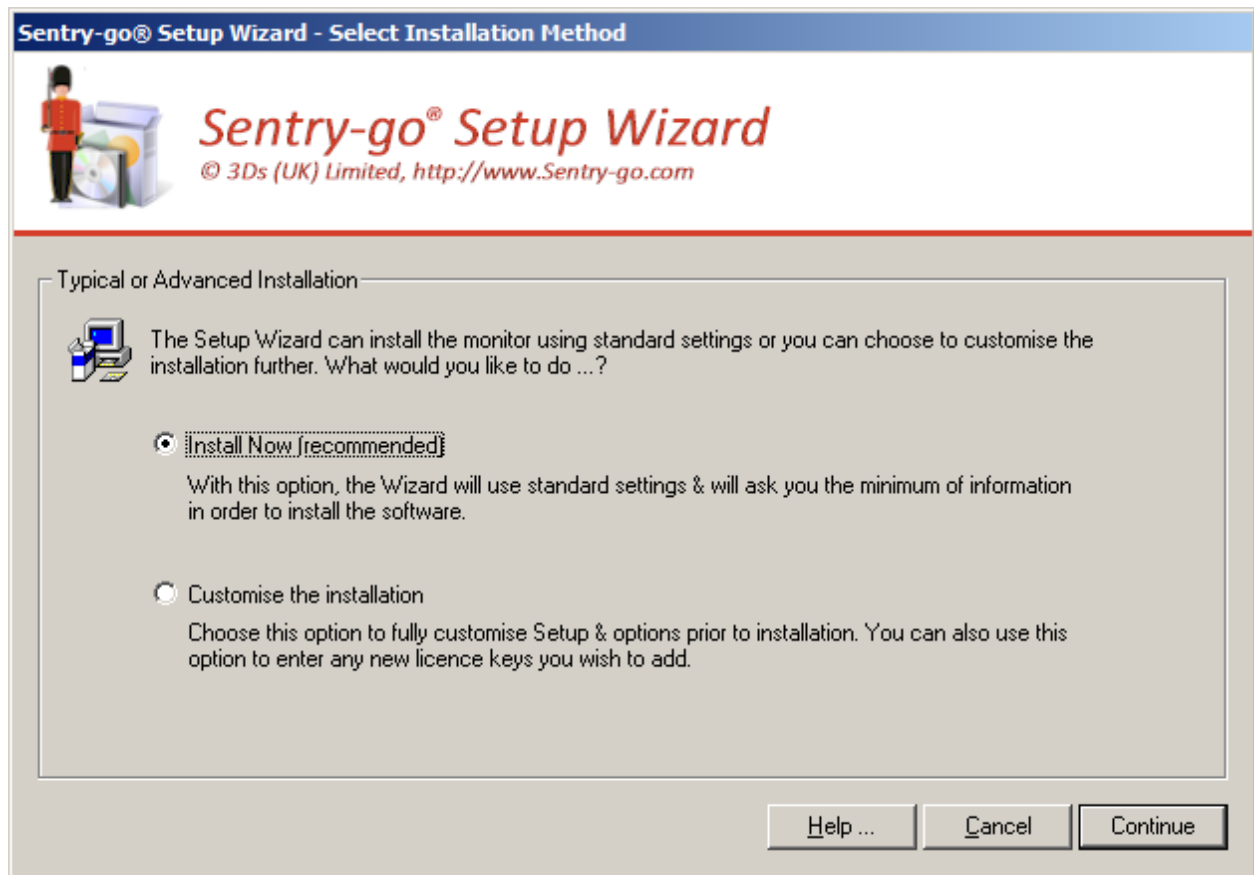 Sentry-go® Setup Wizard - Select Installation Method
Sentry-go® Setup Wizard
© 3Ds (UK) Limited, http://www.Sentry-go.com
Typical or Advanced Installation
The Setup Wizard can install the monitor using standard settings or you can choose to customise the
installation further. What would you like to do ...?
Install Now (recommended)
With this option, the Wizard will use standard settings & will ask you the minimum of information
in order to install the software.
Customise the installation
Choose this option to fully customise Setup & options prior to installation. You can also use this
option to enter any new licence keys you wish to add.
Help ...
Cancel
Continue